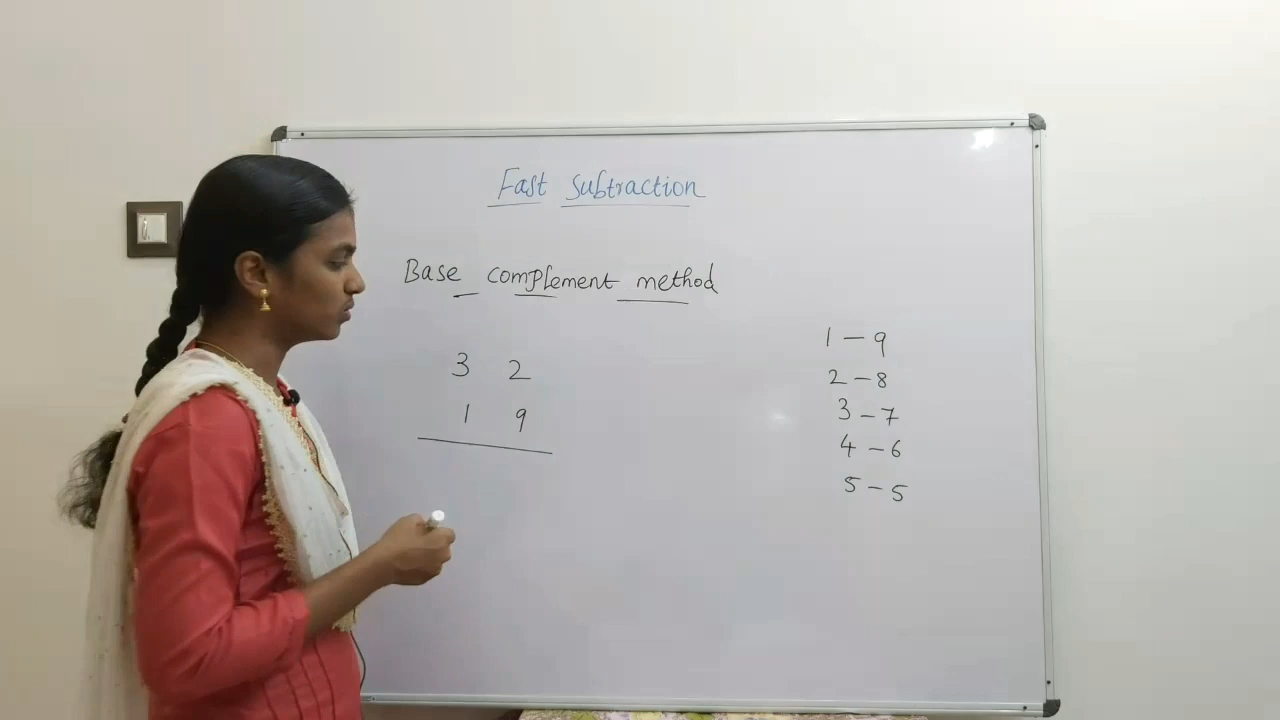 Fast Subtraction
Base complement method
3 2
1 9
1 - 9
2 - 8
3 - 7
4 - 6
5 - 5